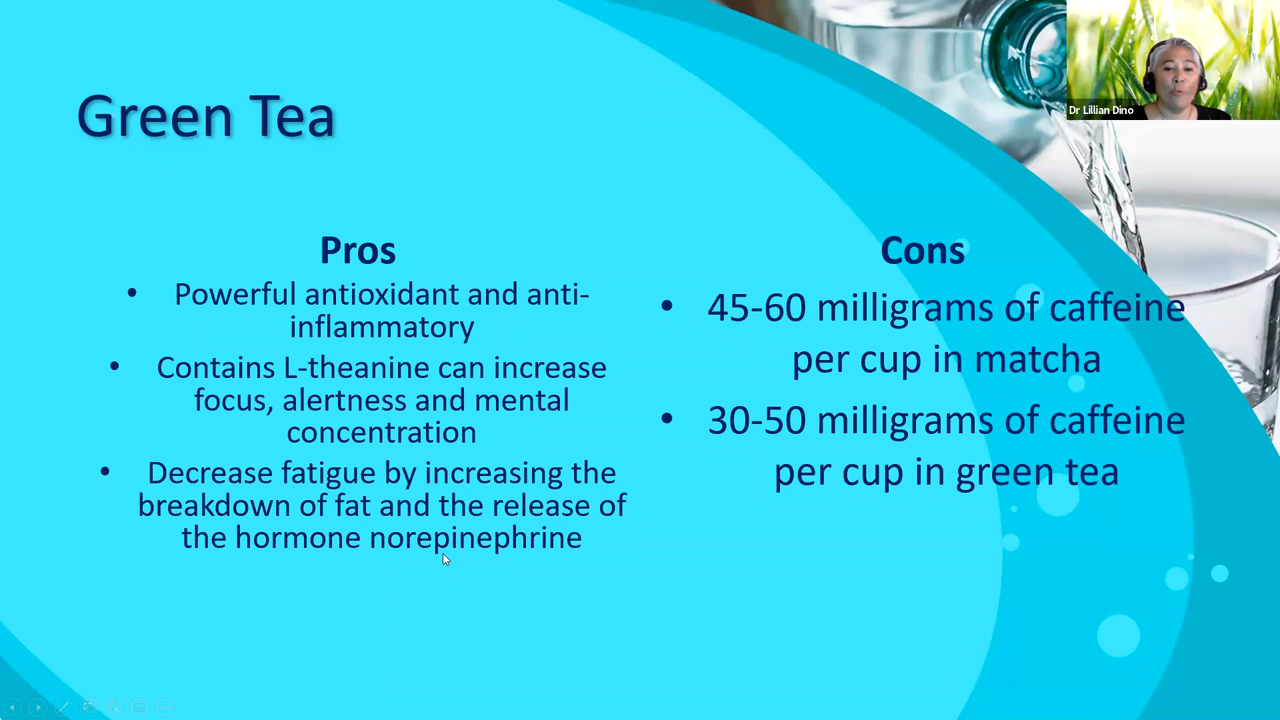 Dr Lillian Dino
Green Tea
Pros
• Powerful antioxidant and anti-
inflammatory
• Contains L-theanine can increase
focus, alertness and mental
concentration
• Decrease fatigue by increasing the
breakdown of fat and the release of
the hormone norepinephrine
Cons
• 45-60 milligrams of caffeine
per cup in matcha
• 30-50 milligrams of caffeine
per cup in green tea